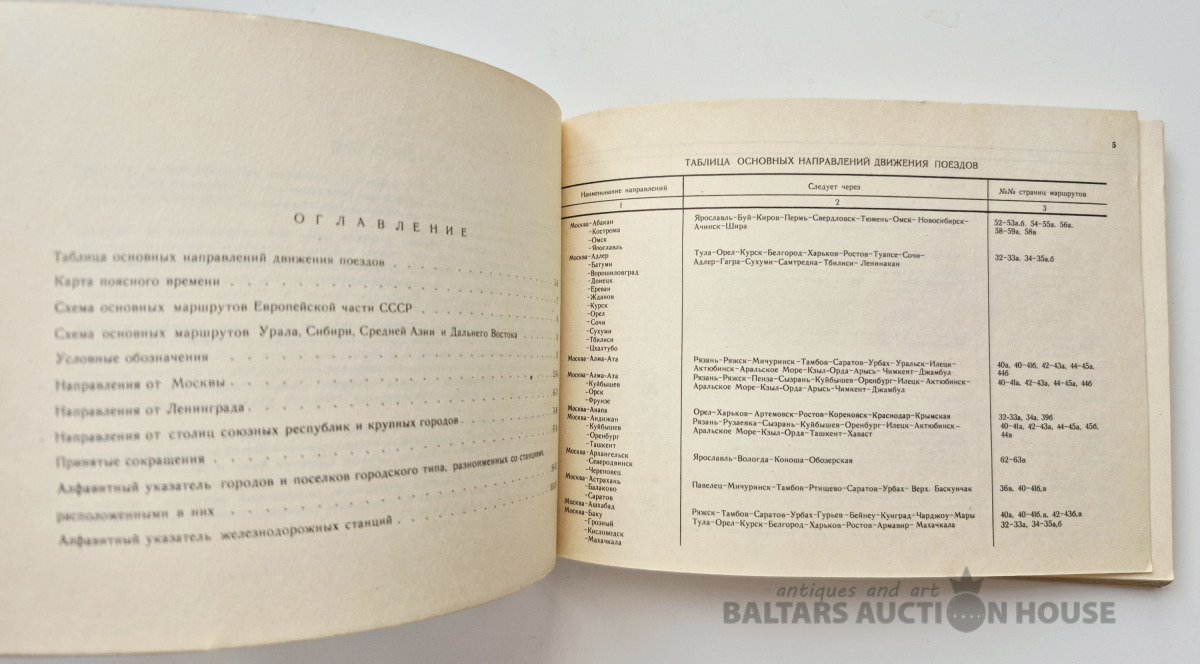 ОГЛАВЛЕНИЕ
Таблица основных направлений движения поездов
Карта поясного времени
Схема основных маршрутов Европейской части СССР
Схема основных маршрутов Урала, Сибири, Средней Азии и Дальнего Востока
Условные обозначения
Направления от Москвы
Направления от Ленинграда
Направления от столиц союзных республик и крупных городов
Принятые сокращения
Алфавитный указатель городов и поселков городского типа, разноименных со станциями,
расположенными в них
Алфавитный указатель железнодорожных станций
5
ТАБЛИЦА ОСНОВНЫХ НАПРАВЛЕНИЙ ДВИЖЕНИЯ ПОЕЗДОВ
Наименование направлений Следует через №№ страниц маршрутов
1 2 3
Москва-Абакан Ярославль-Буй-Киров-Пермь-Свердловск-Тюмень-Омск-Новосибирск- 52-53а,б, 54-55а, 56а,
-Кострома Ачинск-Шира 58-59а, 58в
-Омск
-Ярославль
Москва-Адлер Тула-Орел-Курск-Белгород-Харьков-Ростов-Туапсе-Сочи- 32-33а, 34-35а,б
-Батуми Адлер-Гагра-Сухуми-Самтредиа-Тбилиси-Ленинакан
-Ворошиловград
-Донецк
-Ереван
-Жданов
-Курск
-Орел
-Сочи
-Сухуми
-Тбилиси
-Цхалтубо
Москва-Алма-Ата Рязань-Ряжск-Мичуринск-Тамбов-Саратов-Урбах-Уральск-Илецк- 40а, 40-41б, 42-43а, 44-45а,
Актюбинск-Аральское Море-Кзыл-Орда-Арысь-Чимкент-Джамбул 44б
Москва-Алма-Ата Рязань-Ряжск-Пенза-Сызрань-Куйбышев-Оренбург-Илецк-Актюбинск- 40-41а, 42-43а, 44-45а, 44б
-Куйбышев Аральское Море-Кзыл-Орда-Арысь-Чимкент-Джамбул
-Орск
-Фрунзе
Москва-Анапа Орел-Харьков-Артемовск-Ростов-Кореновск-Краснодар-Крымская 32-33а, 34а, 39б
Москва-Андижан Рязань-Рузаевка-Сызрань-Куйбышев-Оренбург-Илецк-Актюбинск- 40-41а, 42-43а, 44-45а, 45б,
-Куйбышев Аральское Море-Кзыл-Орда-Ташкент-Хаваст 44в
-Оренбург
-Ташкент
Москва-Архангельск Ярославль-Вологда-Коноша-Обозерская 62-63в
-Северодвинск
-Череповец
Москва-Астрахань Павелец-Мичуринск-Тамбов-Ртищево-Саратов-Урбах-Верх. Баскунчак 36в, 40-41б,в
-Балаково
-Саратов
Москва-Ашхабад Ряжск-Тамбов-Саратов-Урбах-Гурьев-Бейнеу-Кунград-Чарджоу-Мары 40а, 40-41б,в, 42-43б,в
Москва-Баку Тула-Орел-Курск-Белгород-Харьков-Ростов-Армавир-Махачкала 32-33а, 34-35а,б
-Грозный
-Кисловодск
-Махачкала
antiques and art
BALTARS AUCTION HOUSE